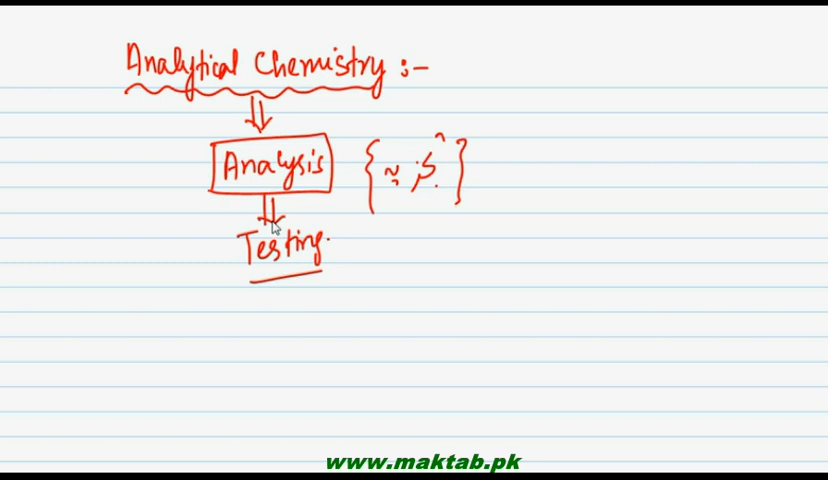 Analytical Chemistry :-
Analysis
Testing.
www.maktab.pk